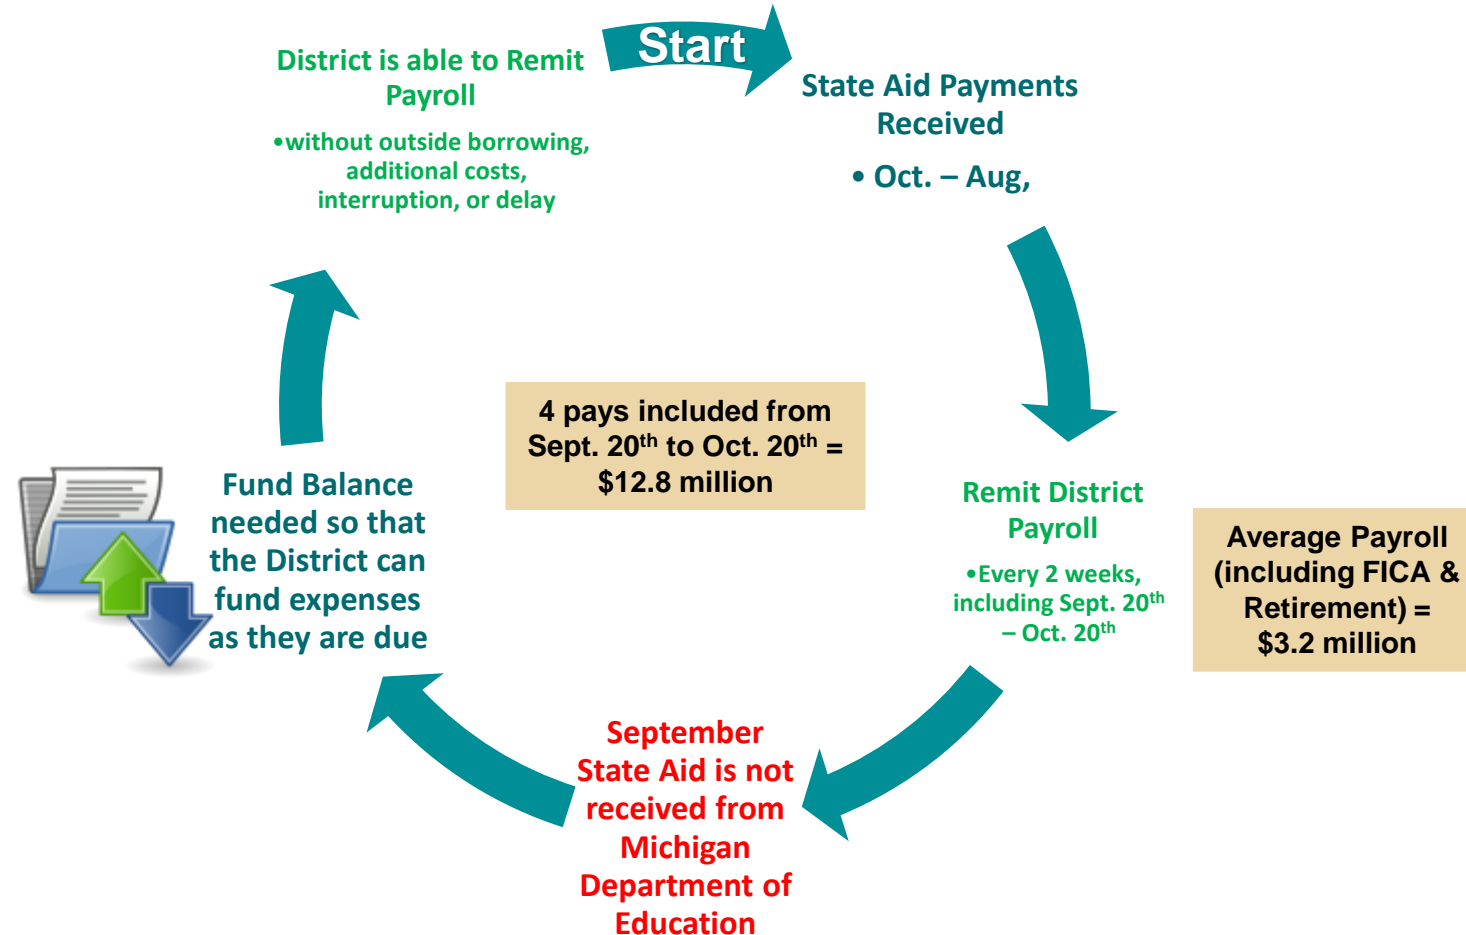 Start
State Aid Payments
Received
• Oct. – Aug,
Remit District
Payroll
•Every 2 weeks,
including Sept. 20th
– Oct. 20th
Average Payroll
(including FICA &
Retirement) =
$3.2 million
September
State Aid is not
received from
Michigan
Department of
Education
Fund Balance
needed so that
the District can
fund expenses
as they are due
District is able to Remit
Payroll
•without outside borrowing,
additional costs,
interruption, or delay
4 pays included from
Sept. 20th to Oct. 20th =
$12.8 million